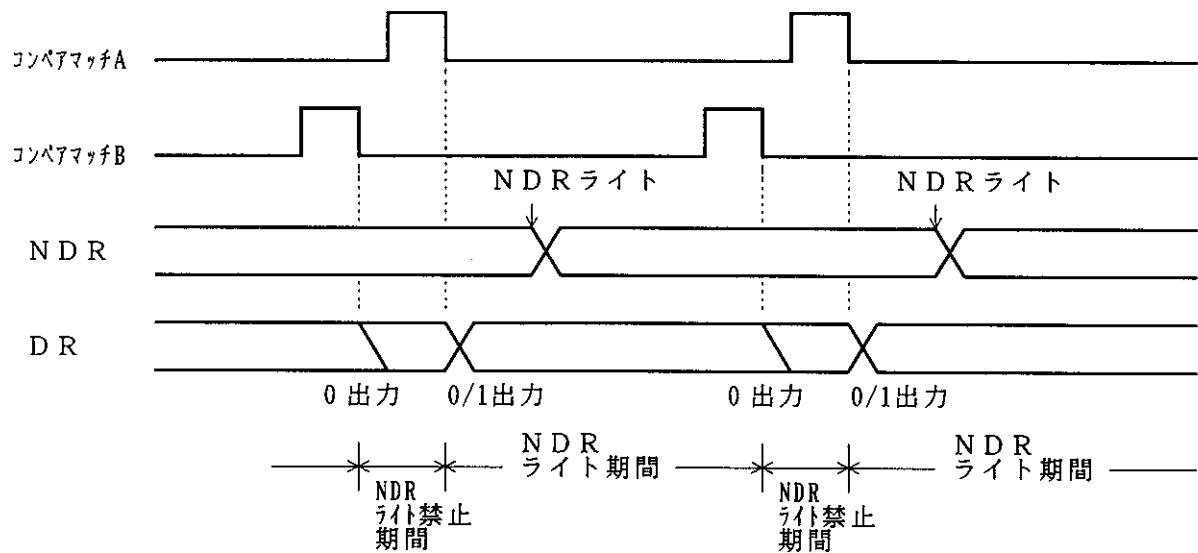 コンペアマッチA
コンペアマッチB
NDRライト
NDRライト
NDR
DR
0出力
0/1出力
0出力
0/1出力
NDR
ライト期間
NDR
ライト期間
NDR
ライト禁止
期間
NDR
ライト禁止
期間